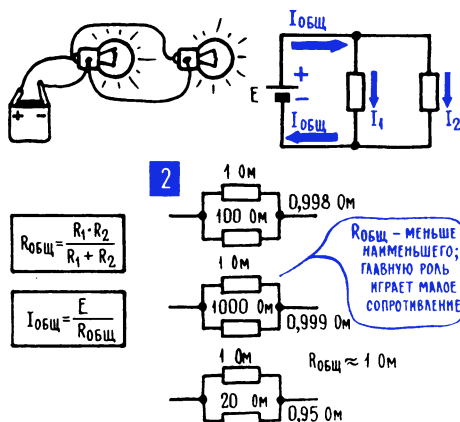 Iобщ
+ −
E
+
−
I1
I2
Iобщ
2
Rобщ = R1·R2 / R1 + R2
Iобщ = E / Rобщ
1 Ом
100 Ом
0,998 Ом
1 Ом
1000 Ом
0,999 Ом
Rобщ – МЕНЬШЕ
НАИМЕНЬШЕГО;
ГЛАВНУЮ РОЛЬ
ИГРАЕТ МАЛОЕ
СОПРОТИВЛЕНИЕ
1 Ом
20 Ом
0,95 Ом
Rобщ ≈ 1 Ом